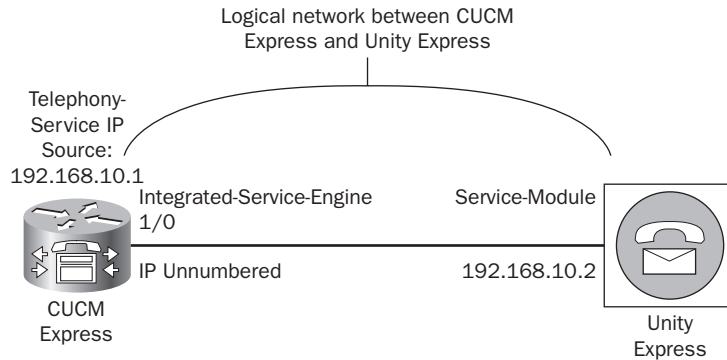 Logical network between CUCM
Express and Unity Express
Telephony-
Service IP
Source:
192.168.10.1
Integrated-Service-Engine
1/0
Service-Module
IP Unnumbered
192.168.10.2
CUCM
Express
Unity
Express